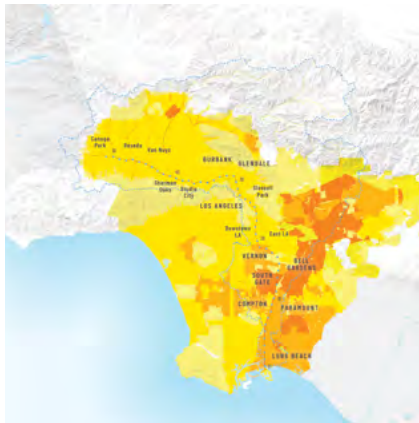 Canoga
Park
Reseda
Van Nuys
BURBANK
GLENDALE
Sherman
Oaks
Studio
City
Glassell
Park
LOS ANGELES
Downtown
LA
East LA
VERNON
BELL
GARDENS
SOUTH
GATE
COMPTON
PARAMOUNT
LONG BEACH